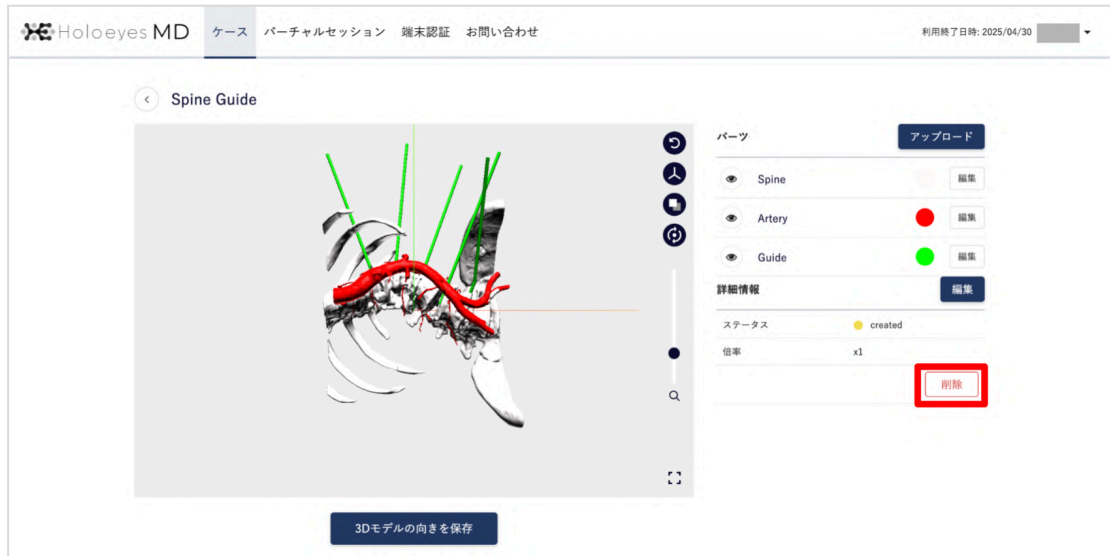 Holoeyes MD ケース バーチャルセッション 端末認証 お問い合わせ 利用終了日時: 2025/04/30
Spine Guide
パーツ アップロード
Spine 編集
Artery 編集
Guide 編集
詳細情報 編集
ステータス created
倍率 x1
削除
3Dモデルの向きを保存